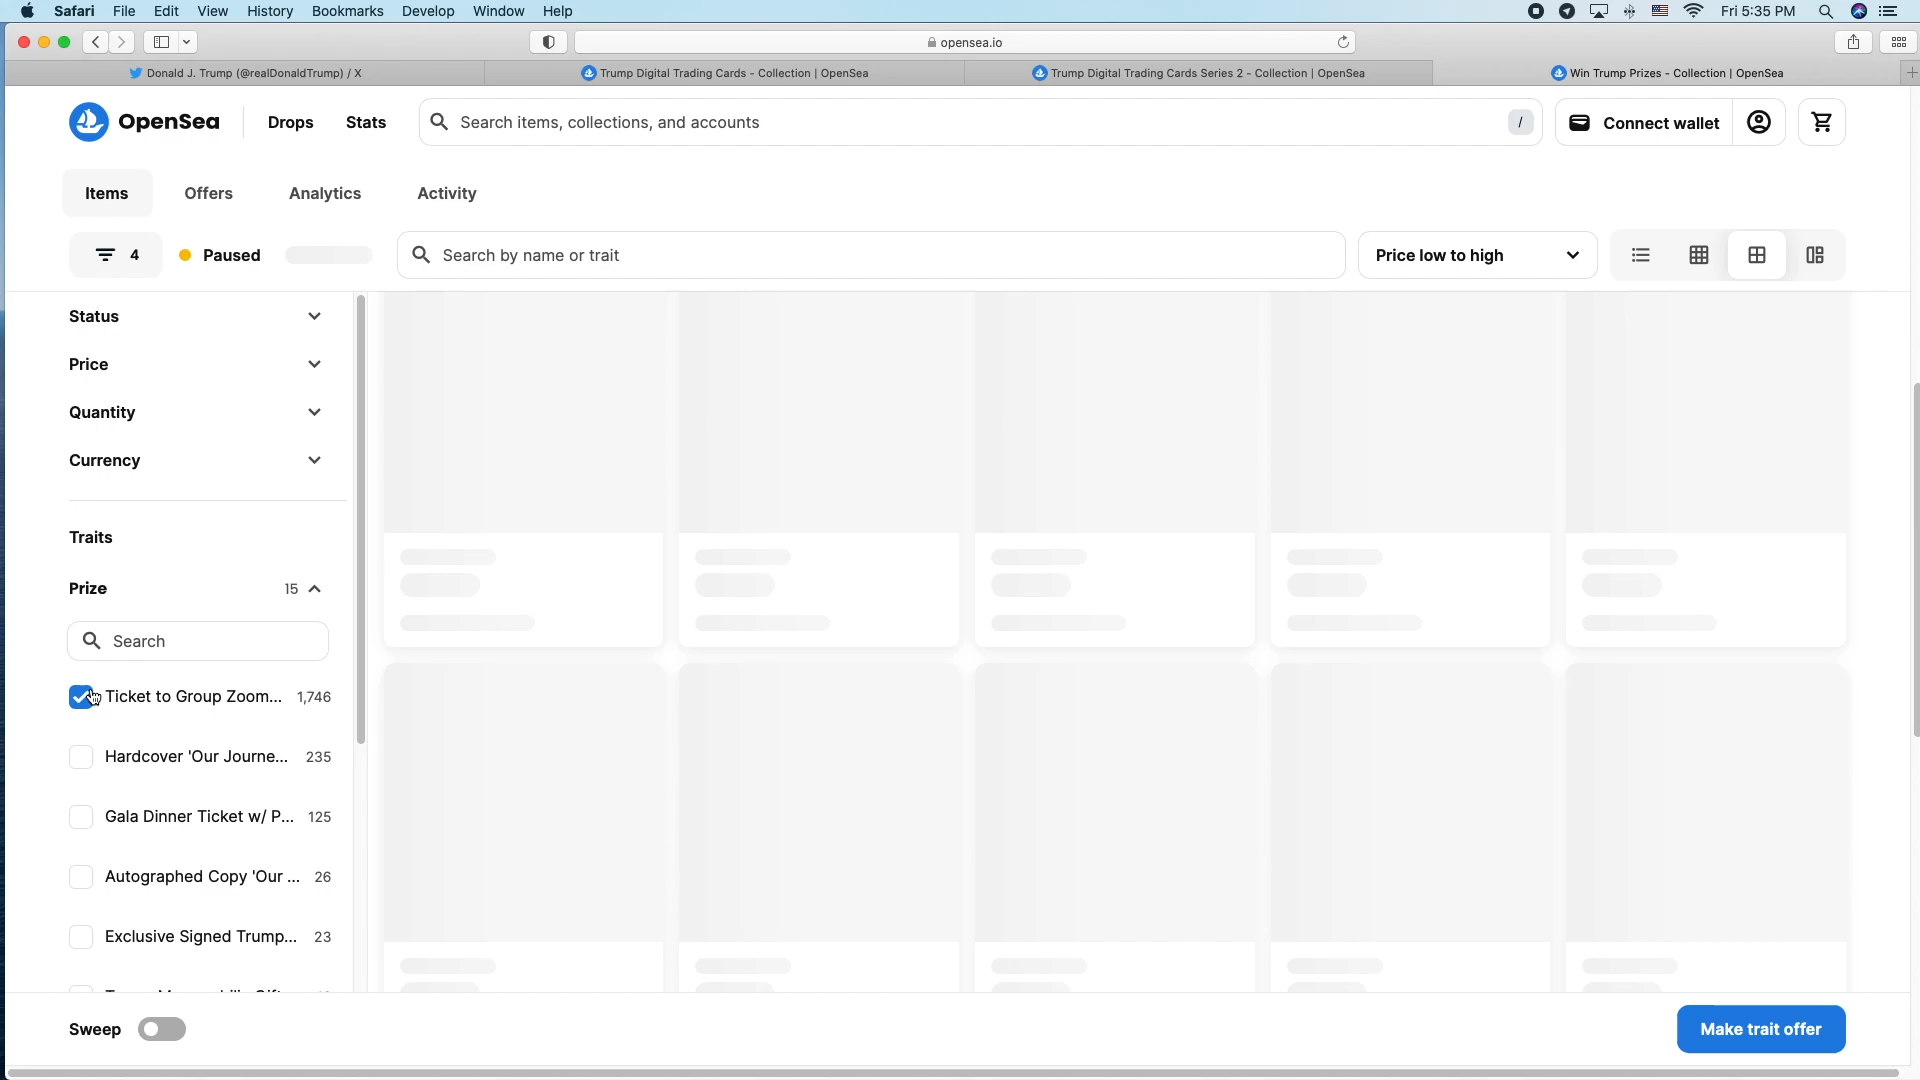 Safari File Edit View History Bookmarks Develop Window Help Fri 5:35 PM
opensea.io
Donald J. Trump (@realDonaldTrump) / X
Trump Digital Trading Cards - Collection | OpenSea
Trump Digital Trading Cards Series 2 - Collection | OpenSea
Win Trump Prizes - Collection | OpenSea
OpenSea
Drops
Stats
Search items, collections, and accounts
/
Connect wallet
Items
Offers
Analytics
Activity
4
Paused
Search by name or trait
Price low to high
Status
Price
Quantity
Currency
Traits
Prize 15
Search
Ticket to Group Zoom... 1,746
Hardcover 'Our Journe... 235
Gala Dinner Ticket w/ P... 125
Autographed Copy 'Our ... 26
Exclusive Signed Trump... 23
Sweep
Make trait offer